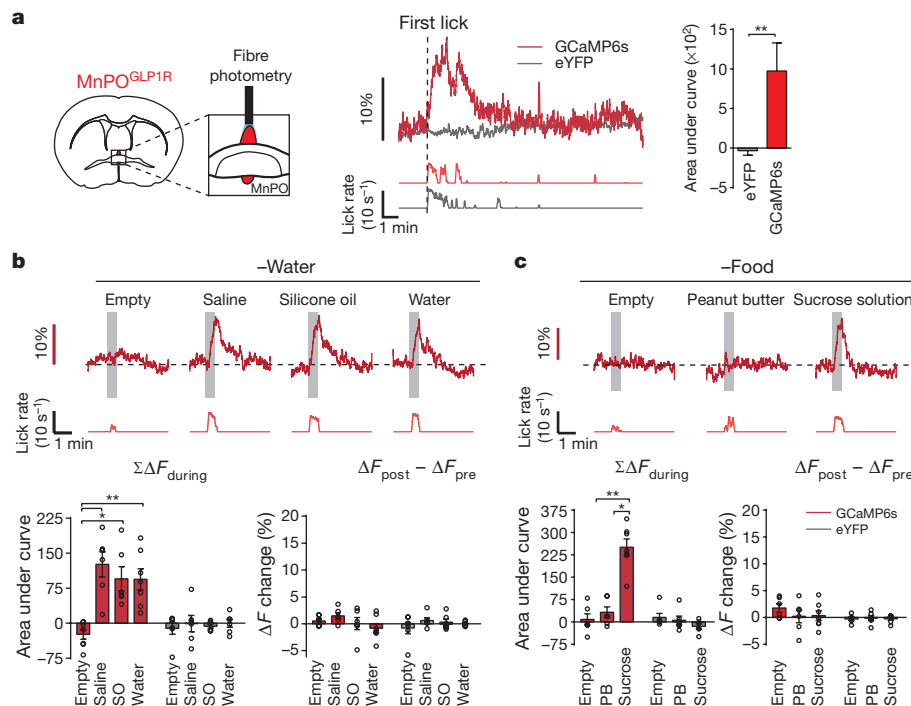 a
MnPO^GLP1R
Fibre
photometry
MnPO
First lick
GCaMP6s
eYFP
10%
Lick rate
(10 s⁻¹)
1 min
Area under curve (×10²)
15
10
5
0
−5
**
eYFP
GCaMP6s
b
–Water
Empty
Saline
Silicone oil
Water
10%
Lick rate
(10 s⁻¹)
1 min
ΣΔF_during
ΔF_post − ΔF_pre
Area under curve
225
150
75
0
−75
**
*
Empty
Saline
SO
Water
Empty
Saline
SO
Water
ΔF change (%)
20
15
10
5
0
−5
Empty
Saline
SO
Water
Empty
Saline
SO
Water
c
–Food
Empty
Peanut butter
Sucrose solution
10%
Lick rate
(10 s⁻¹)
1 min
ΣΔF_during
ΔF_post − ΔF_pre
Area under curve
375
300
225
150
75
0
−75
**
*
Empty
PB
Sucrose
Empty
PB
Sucrose
ΔF change (%)
20
15
10
5
0
−5
GCaMP6s
eYFP
Empty
PB
Sucrose
Empty
PB
Sucrose